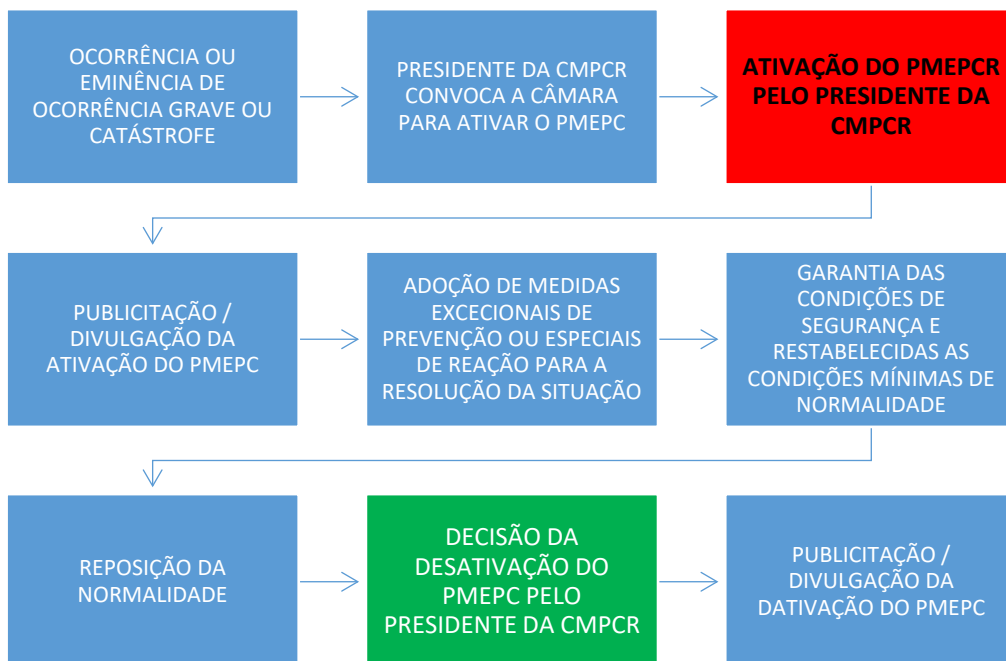 OCORRÊNCIA OU
EMINÊNCIA DE
OCORRÊNCIA GRAVE OU
CATÁSTROFE
PRESIDENTE DA CMPCR
CONVOCA A CÂMARA
PARA ATIVAR O PMEPC
ATIVAÇÃO DO PMEPCR
PELO PRESIDENTE DA
CMPCR
PUBLICITAÇÃO /
DIVULGAÇÃO DA
ATIVAÇÃO DO PMEPC
ADOÇÃO DE MEDIDAS
EXCECIONAIS DE
PREVENÇÃO OU ESPECIAIS
DE REAÇÃO PARA A
RESOLUÇÃO DA SITUAÇÃO
GARANTIA DAS
CONDIÇÕES DE
SEGURANÇA E
RESTABELECIDAS AS
CONDIÇÕES MÍNIMAS DE
NORMALIDADE
REPOSIÇÃO DA
NORMALIDADE
DECISÃO DA
DESATIVAÇÃO DO
PMEPC PELO
PRESIDENTE DA CMPCR
PUBLICITAÇÃO /
DIVULGAÇÃO DA
DATIVAÇÃO DO PMEPC